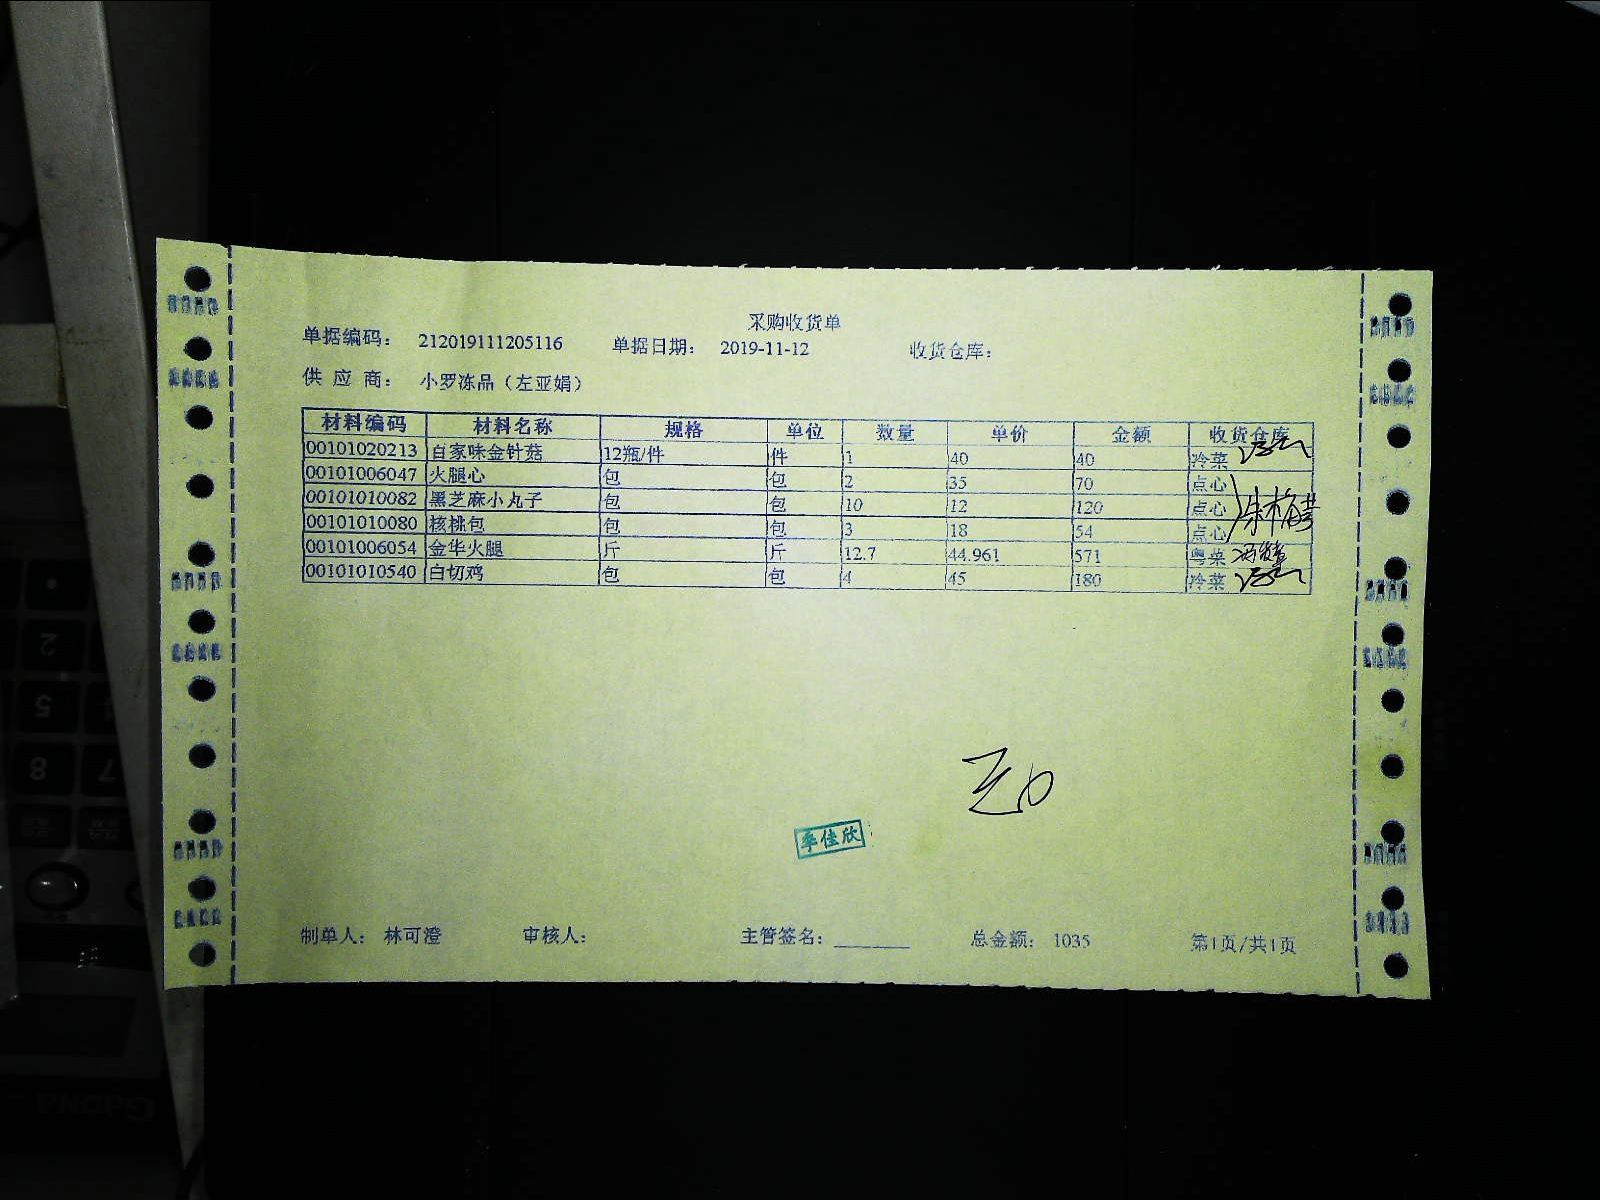 采购收货单
单据编码： 212019111205116 单据日期： 2019-11-12 收货仓库：
供 应 商： 小罗冻品（左亚娟）
材料编码 材料名称 规格 单位 数量 单价 金额 收货仓库
00101020213 百家味金针菇 12瓶/件 件 1 40 40 冷菜
00101006047 火腿心 包 包 2 35 70 点心
00101010082 黑芝麻小丸子 包 包 10 12 120 点心
00101010080 核桃包 包 包 3 18 54 点心
00101006054 金华火腿 斤 斤 12.7 44.961 571 粤菜
00101010540 白切鸡 包 包 4 45 180 冷菜
季佳欣
制单人： 林可澄 审核人： 主管签名： 总金额： 1035 第1页/共1页